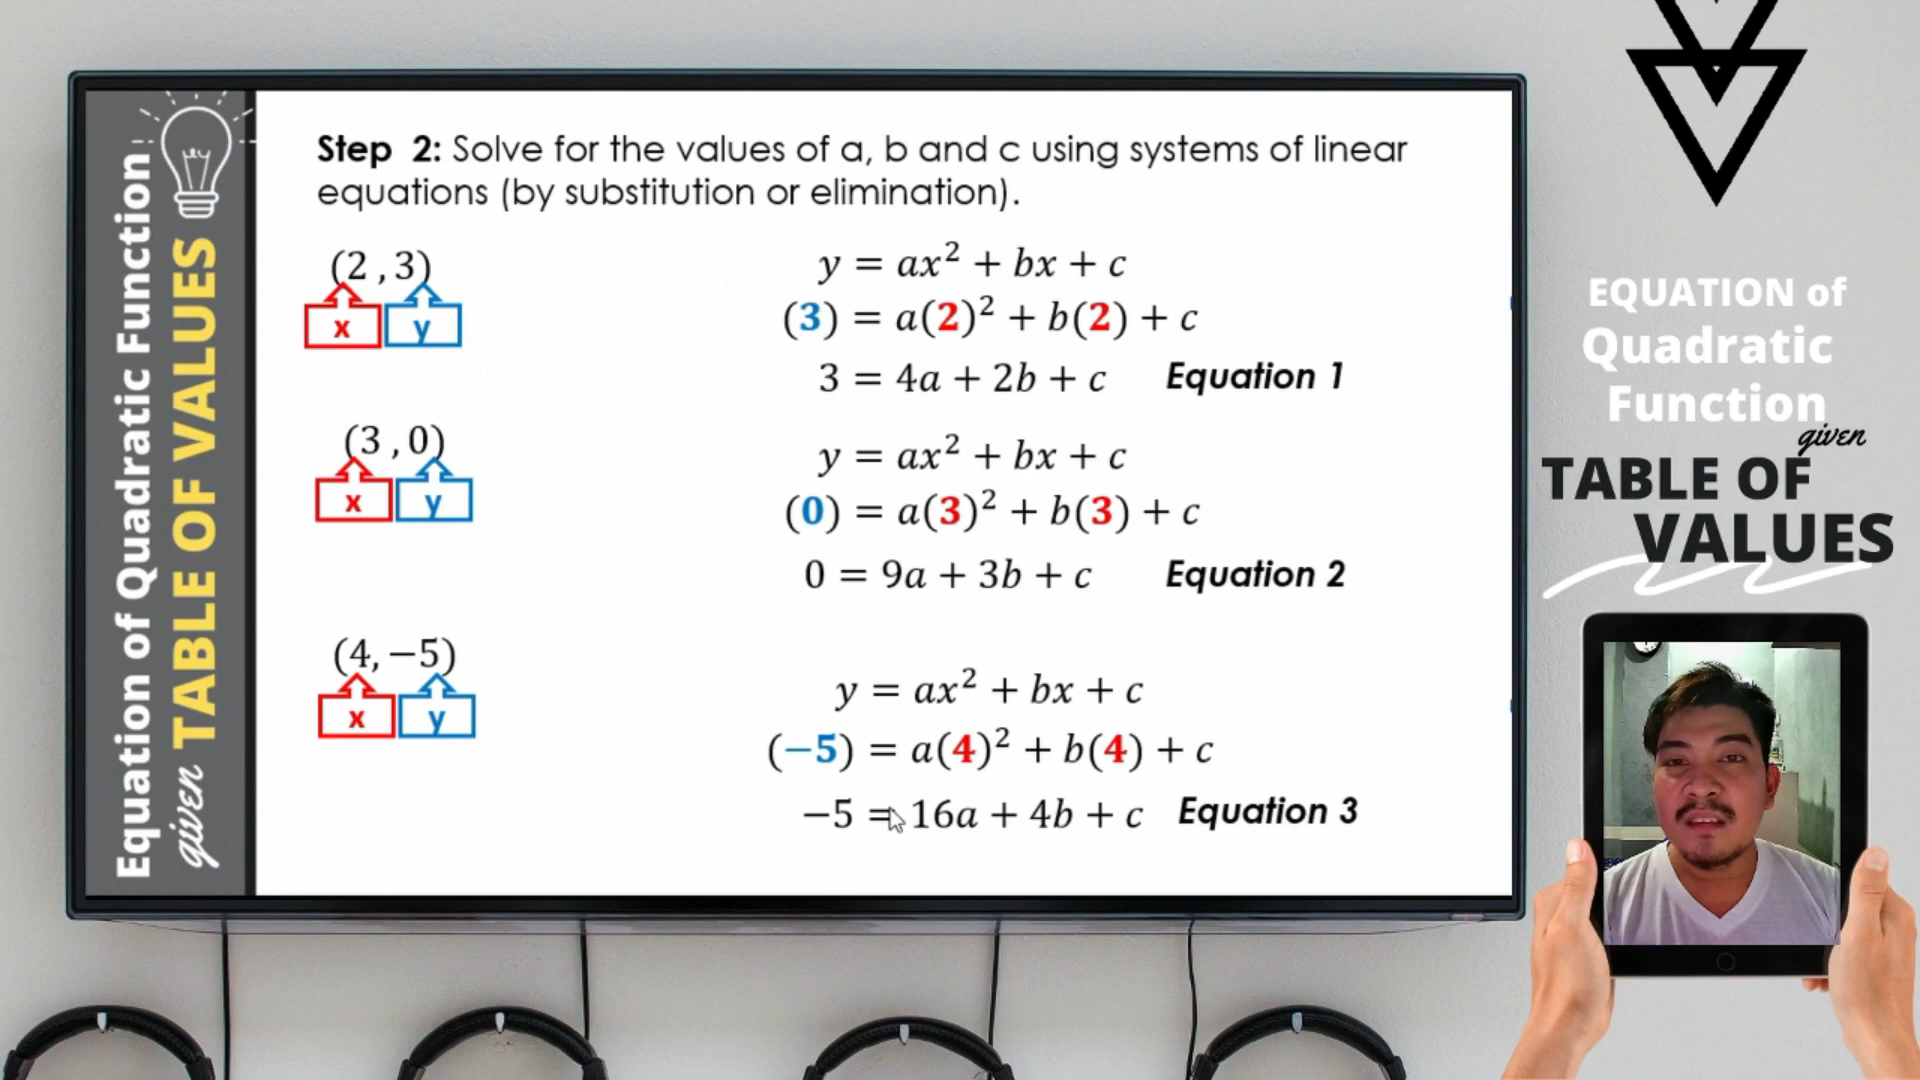 Equation of Quadratic Function
given TABLE OF VALUES
Step 2: Solve for the values of a, b and c using systems of linear
equations (by substitution or elimination).
(2 , 3)
x y
y = ax² + bx + c
(3) = a(2)² + b(2) + c
3 = 4a + 2b + c Equation 1
(3 , 0)
x y
y = ax² + bx + c
(0) = a(3)² + b(3) + c
0 = 9a + 3b + c Equation 2
(4, −5)
x y
y = ax² + bx + c
(−5) = a(4)² + b(4) + c
−5 = 16a + 4b + c Equation 3
EQUATION of
Quadratic
Function
given
TABLE OF
VALUES